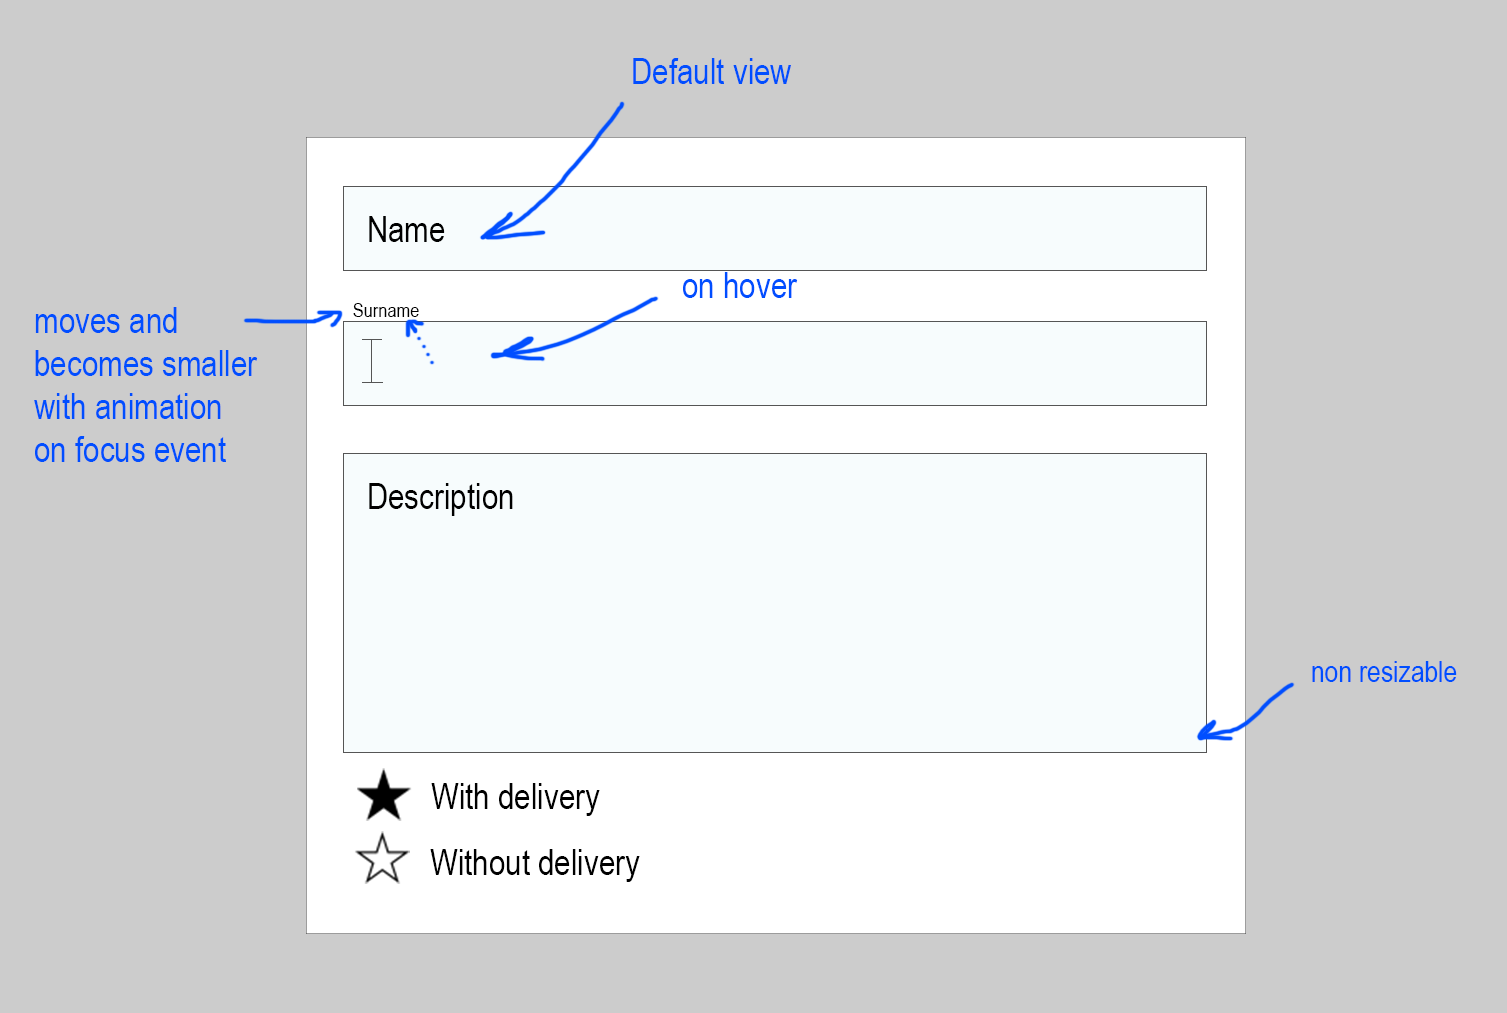 Default view
Name
on hover
Surname
moves and
becomes smaller
with animation
on focus event
Description
non resizable
With delivery
Without delivery